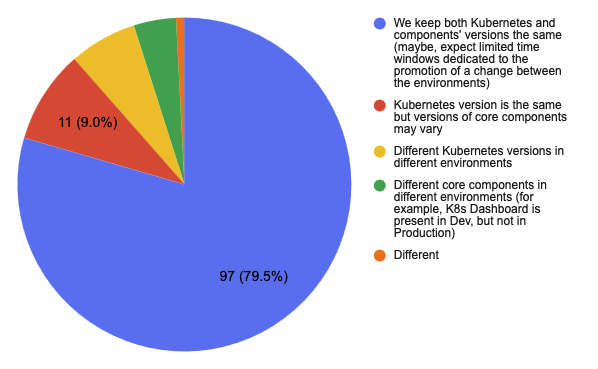 We keep both Kubernetes and
components' versions the same
(maybe, expect limited time
windows dedicated to the
promotion of a change between
the environments)
Kubernetes version is the same
but versions of core components
may vary
Different Kubernetes versions in
different environments
Different core components in
different environments (for
example, K8s Dashboard is
present in Dev, but not in
Production)
Different
11 (9.0%)
97 (79.5%)